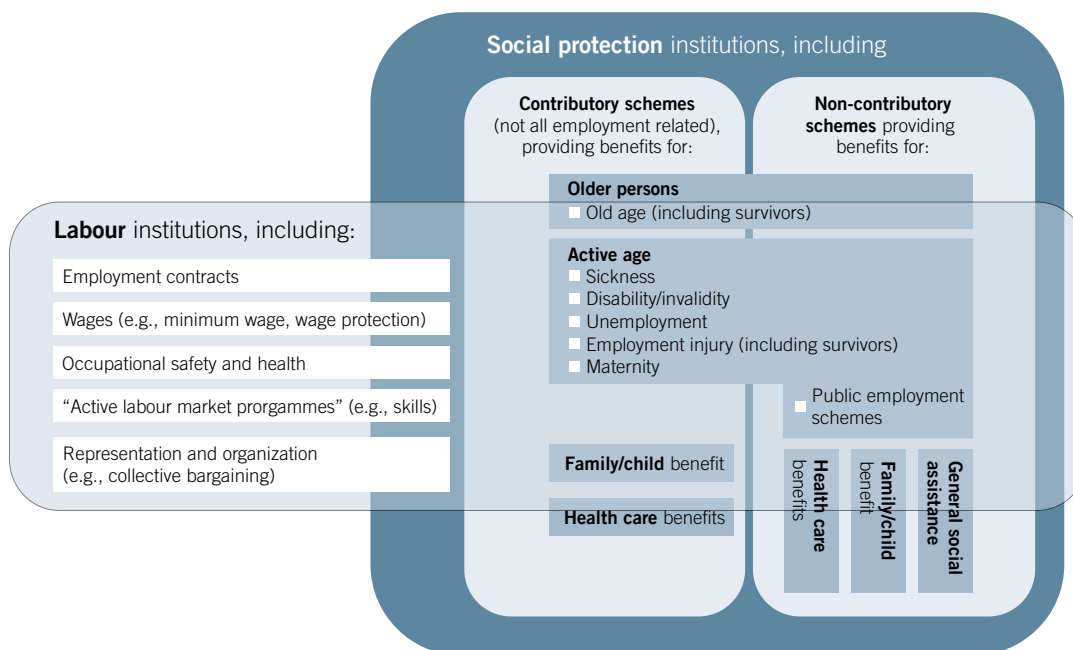 Social protection institutions, including
Contributory schemes
(not all employment related),
providing benefits for:
Non-contributory
schemes providing
benefits for:
Older persons
Old age (including survivors)
Labour institutions, including:
Employment contracts
Wages (e.g., minimum wage, wage protection)
Occupational safety and health
“Active labour market prorgammes” (e.g., skills)
Representation and organization
(e.g., collective bargaining)
Active age
Sickness
Disability/invalidity
Unemployment
Employment injury (including survivors)
Maternity
Public employment
schemes
Family/child benefit
Health care benefits
Health care
benefits
Family/child
benefit
General social
assistance